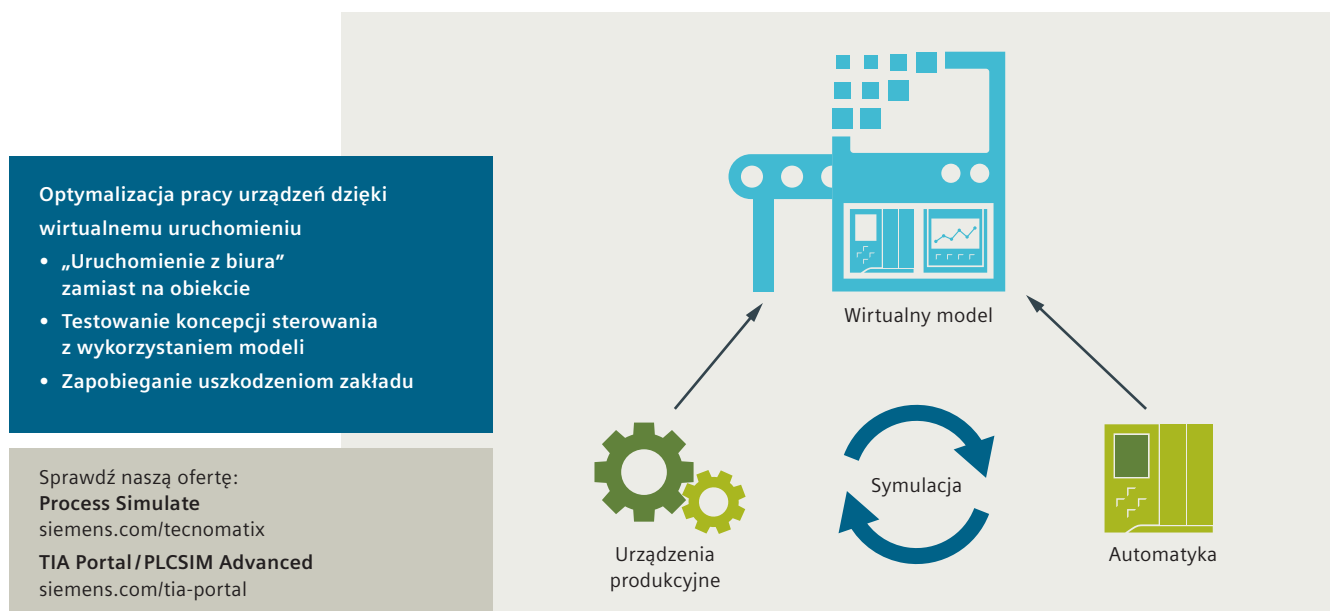 Optymalizacja pracy urządzeń dzięki
wirtualnemu uruchomieniu
• „Uruchomienie z biura”
zamiast na obiekcie
• Testowanie koncepcji sterowania
z wykorzystaniem modeli
• Zapobieganie uszkodzeniom zakładu
Sprawdź naszą ofertę:
Process Simulate
siemens.com/tecnomatix
TIA Portal/PLCSIM Advanced
siemens.com/tia-portal
Wirtualny model
Symulacja
Urządzenia
produkcyjne
Automatyka